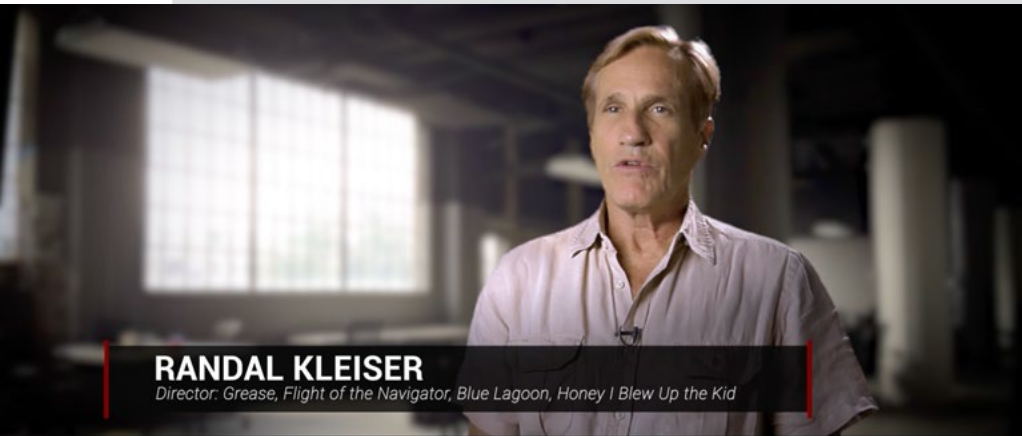 RANDAL KLEISER
Director: Grease, Flight of the Navigator, Blue Lagoon, Honey I Blew Up the Kid